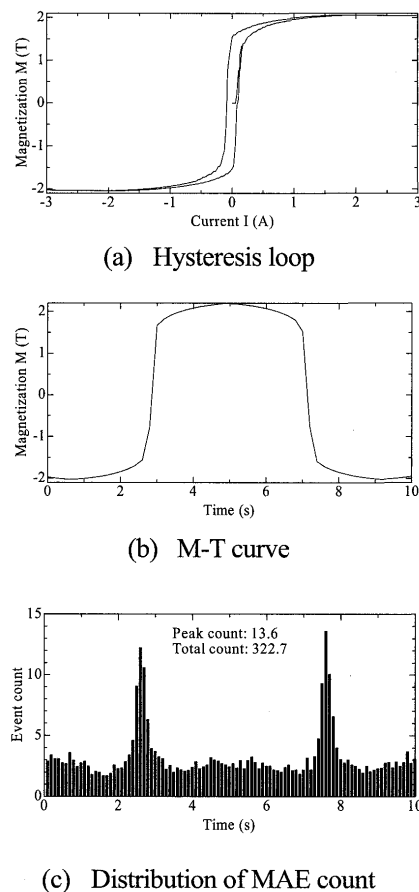 Magnetization M (T)
2
1
0
-1
-2
-3 -2 -1 0 1 2 3
Current I (A)
(a) Hysteresis loop
Magnetization M (T)
2
1
0
-1
-2
0 2 4 6 8 10
Time (s)
(b) M-T curve
Event count
15
10
5
0
Peak count: 13.6
Total count: 322.7
0 2 4 6 8 10
Time (s)
(c) Distribution of MAE count